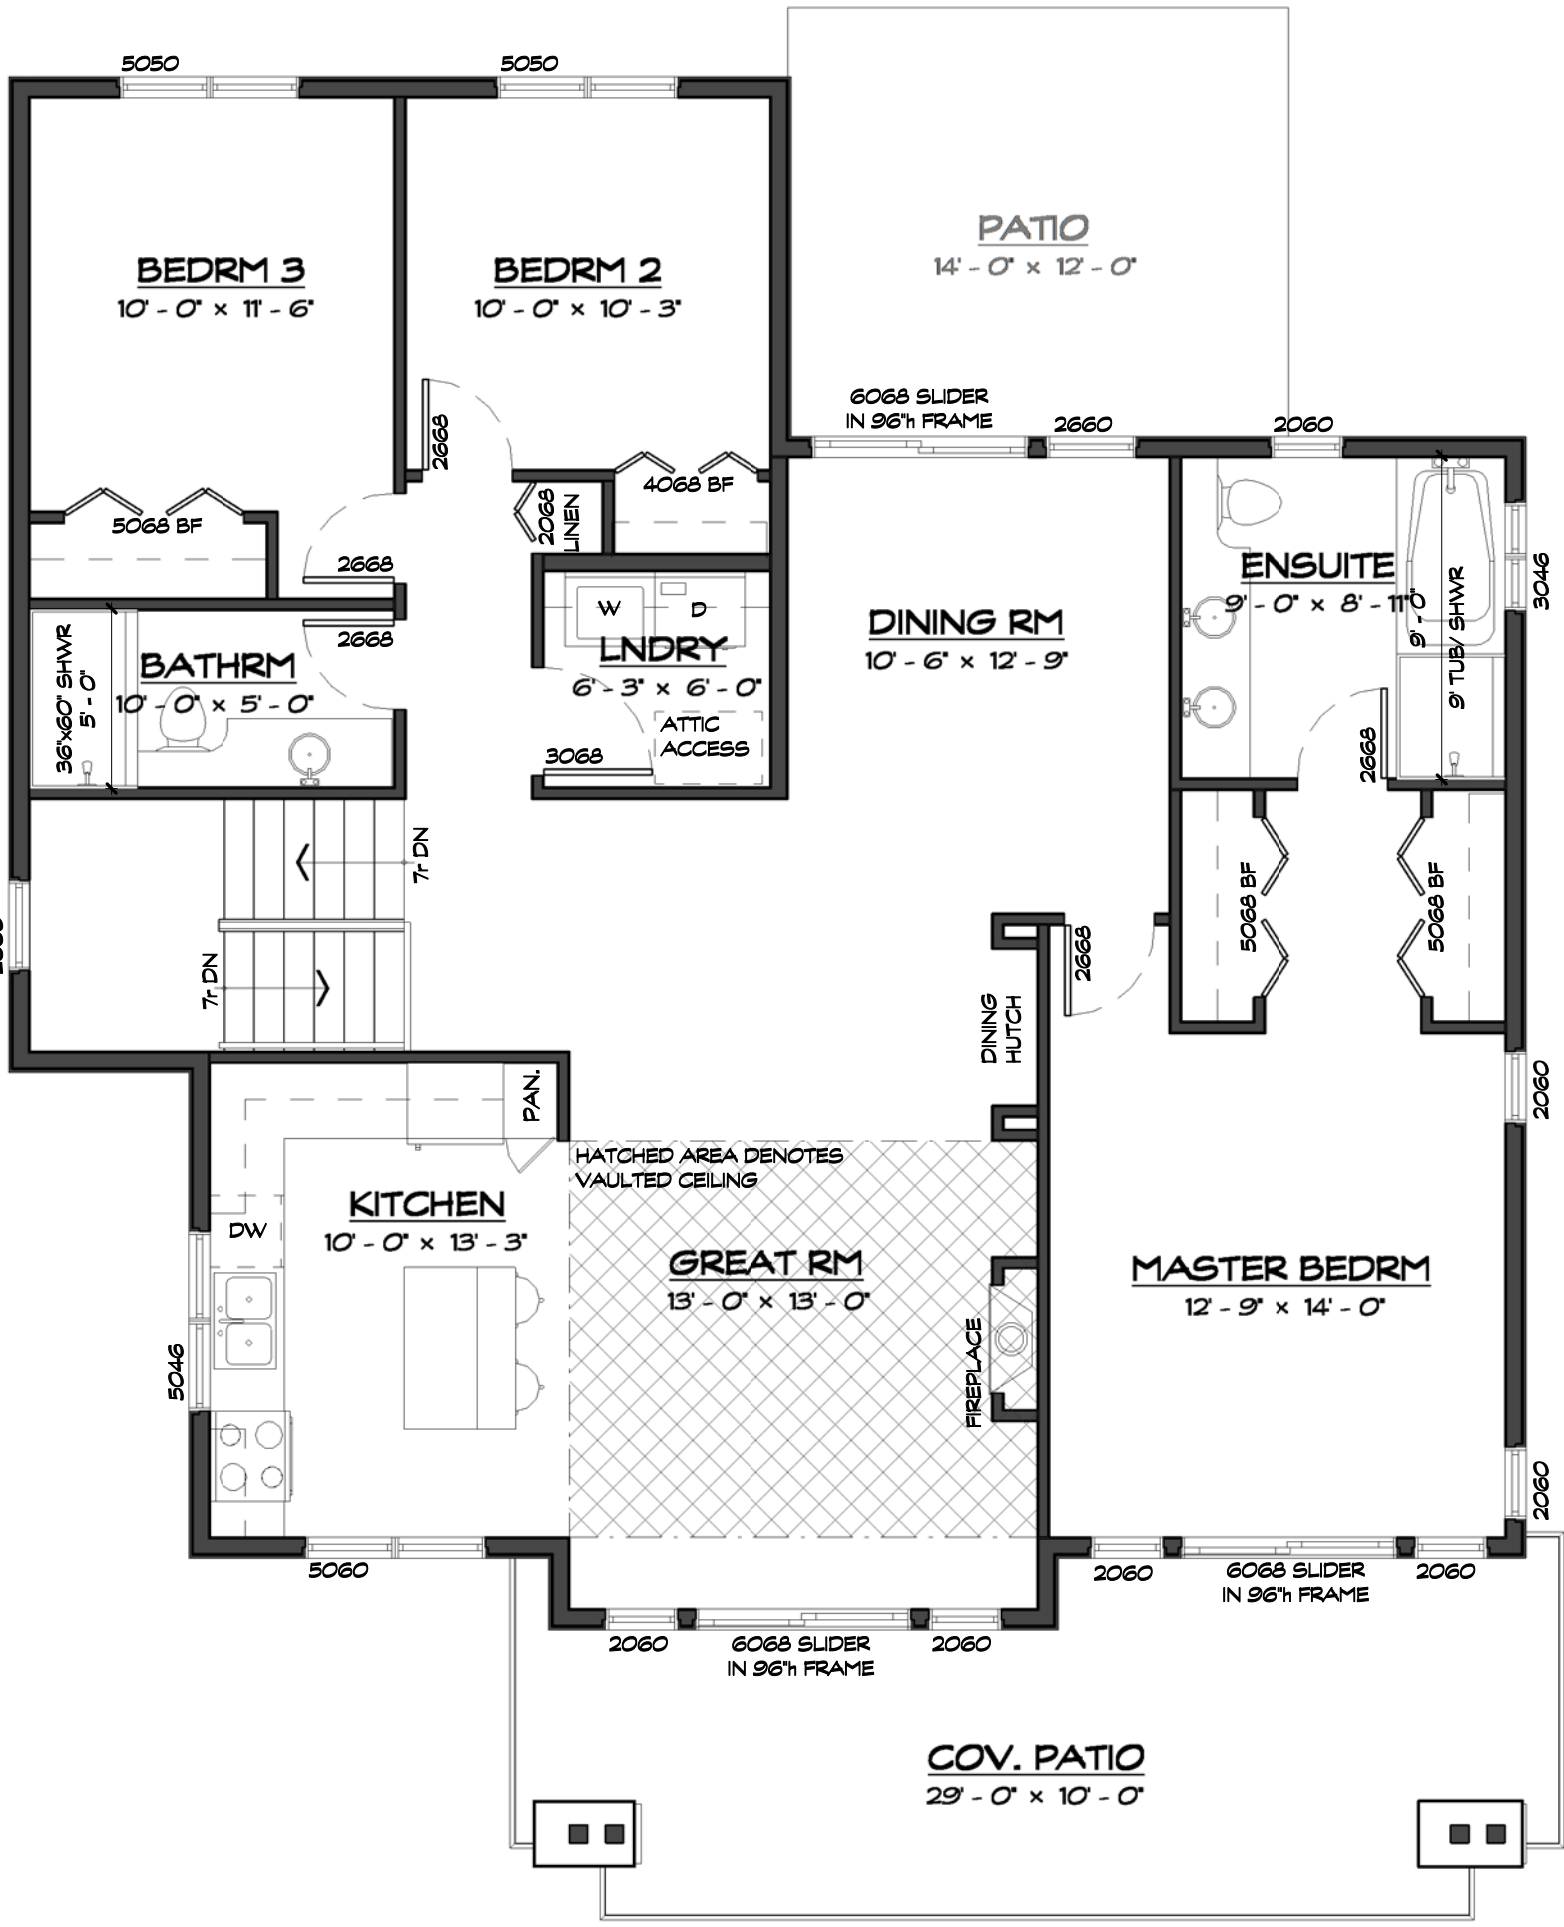 5050
5050
BEDRM 3
10' - 0" x 11' - 6"
BEDRM 2
10' - 0" x 10' - 3"
PATIO
14' - 0" x 12' - 0"
6068 SLIDER
IN 96"h FRAME
2660
2060
2668
4068 BF
2068
LINEN
5068 BF
2668
2668
W
D
LNDRY
6' - 3" x 6' - 0"
ATTIC
ACCESS
3068
BATHRM
10' - 0" x 5' - 0"
36"x60" SHWR
5' - 0"
DINING RM
10' - 6" x 12' - 9"
ENSUITE
9' - 0" x 8' - 11"
9' - 0"
9' TUB/ SHWR
3046
2668
7r DN
7r DN
5068 BF
5068 BF
2668
DINING
HUTCH
2060
PAN.
HATCHED AREA DENOTES
VAULTED CEILING
KITCHEN
10' - 0" x 13' - 3"
DW
GREAT RM
13' - 0" x 13' - 0"
MASTER BEDRM
12' - 9" x 14' - 0"
FIREPLACE
5046
2060
5060
2060
6068 SLIDER
IN 96"h FRAME
2060
2060
6068 SLIDER
IN 96"h FRAME
2060
COV. PATIO
29' - 0" x 10' - 0"